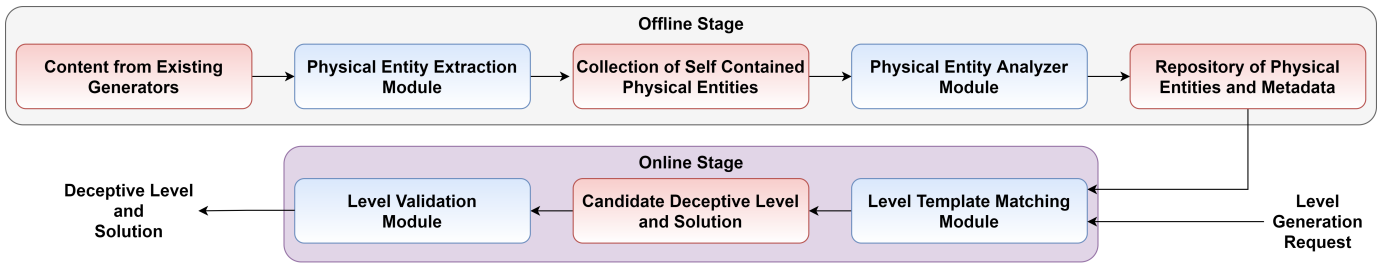 Offline Stage
Content from Existing
Generators
Physical Entity Extraction
Module
Collection of Self Contained
Physical Entities
Physical Entity Analyzer
Module
Repository of Physical
Entities and Metadata
Online Stage
Deceptive Level
and
Solution
Level Validation
Module
Candidate Deceptive Level
and Solution
Level Template Matching
Module
Level
Generation
Request